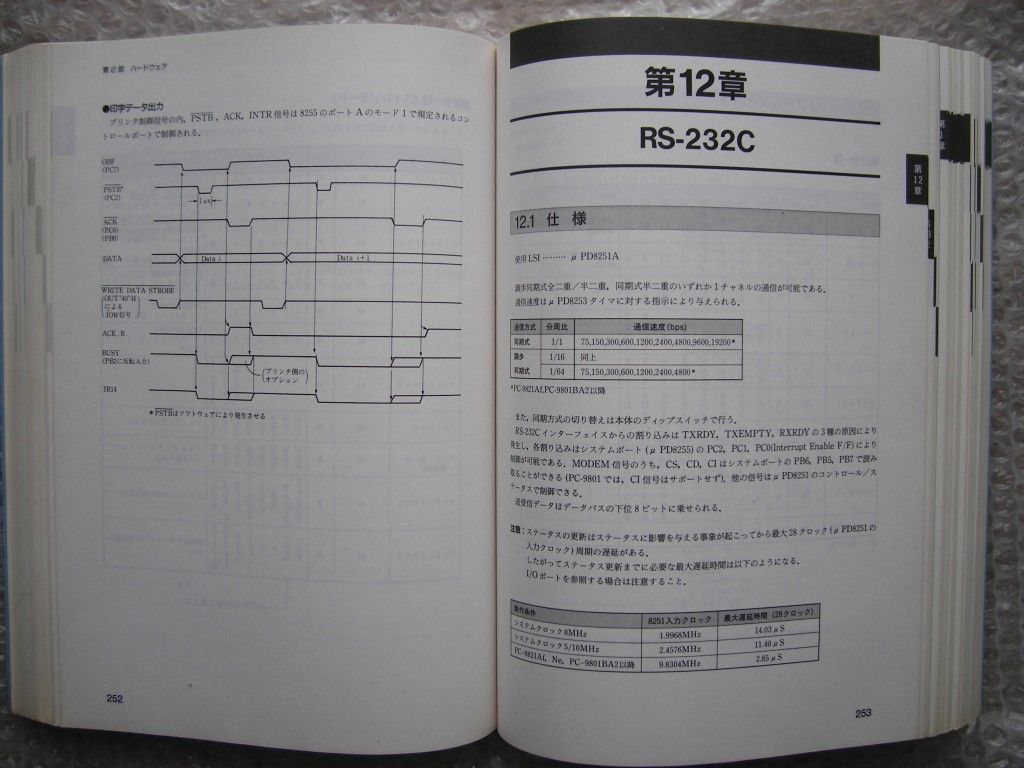 第2部 ハードウェア
●印字データ出力
プリンタ制御信号の内，PSTB，ACK，INTR信号は8255のポートAのモード1で規定されるコン
トロールポートで制御される。
OBF
(PC7)
PSTB*
(PC2)
1μs
ACK
(PC6)
(PB8)
DATA
Data i
Data i+1
WRITE DATA STROBE
(OUT"40"H
による
IOW信号)
ACK. R.
BUSY
(PB2に反転入力)
(プリンタ側の
オプション)
IR14
*PSTBはソフトウェアにより発生させる
252
第12章
RS-232C
第12章
12.1 仕様
使用LSI ……… μPD8251A
調歩同期式全二重／半二重，同期式半二重のいずれか1チャネルの通信が可能である．
通信速度はμPD8253タイマに対する指示により与えられる．
通信方式 分周比 通信速度(bps)
同期式 1/1 75,150,300,600,1200,2400,4800,9600,19200*
調歩 1/16 同上
同期式 1/64 75,150,300,600,1200,2400,4800*
*PC-9821Af,PC-9801BA2以降
また，同期方式の切り替えは本体のディップスイッチで行う．
RS-232CインターフェイスからのD割り込みはTXRDY，TXEMPTY，RXRDYの3種の原因により
発生し，各割り込みはシステムポート(μPD8255)のPC2，PC1，PC0(Interrupt Enable F/F)により
制御が可能である．MODEM信号のうち，CS，CD，CIはシステムポートのPB6，PB5，PB7で読み
取ることができる(PC-9801では，CI信号はサポートせず)．他の信号はμPD8251のコントロール/ス
テータスで制御できる．
送受信データはデータバスの下位8ビットに乗せられる．
注意：ステータスの更新はステータスに影響を与える事象が起こってから最大28クロック(μPD8251の
入力クロック)周期の遅延がある．
したがってステータス更新までに必要な最大遅延時間は以下のようになる．
I/Oポートを参照する場合は注意すること．
動作条件 8251入力クロック 最大遅延時間(28クロック)
システムクロック8MHz 1.9968MHz 14.03μS
システムクロック5/10MHz 2.4576MHz 11.40μS
PC-9821Af，Ne，PC-9801BA2以降 9.8304MHz 2.85μS
253